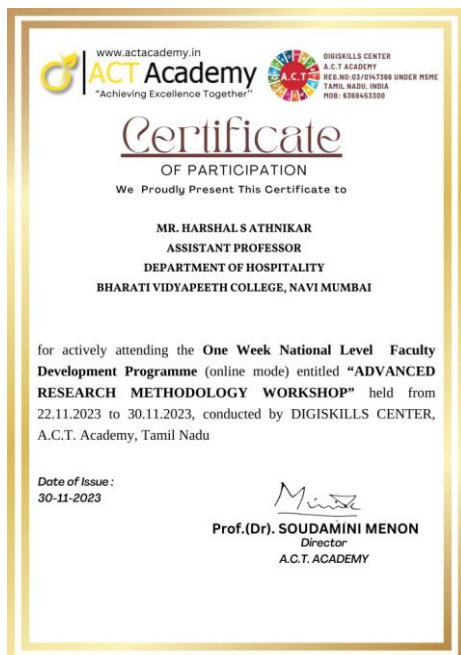 www.actacademy.in
ACT Academy
"Achieving Excellence Together"
A.C.T
DIGISKILLS CENTER
A.C.T ACADEMY
REG.NO:03/0147366 UNDER MSME
TAMIL NADU, INDIA
MOB: 6369453300
Certificate
OF PARTICIPATION
We Proudly Present This Certificate to
MR. HARSHAL S ATHNIKAR
ASSISTANT PROFESSOR
DEPARTMENT OF HOSPITALITY
BHARATI VIDYAPEETH COLLEGE, NAVI MUMBAI
for actively attending the One Week National Level Faculty
Development Programme (online mode) entitled “ADVANCED
RESEARCH METHODOLOGY WORKSHOP” held from
22.11.2023 to 30.11.2023, conducted by DIGISKILLS CENTER,
A.C.T. Academy, Tamil Nadu
Date of Issue :
30-11-2023
Prof.(Dr). SOUDAMINI MENON
Director
A.C.T. ACADEMY